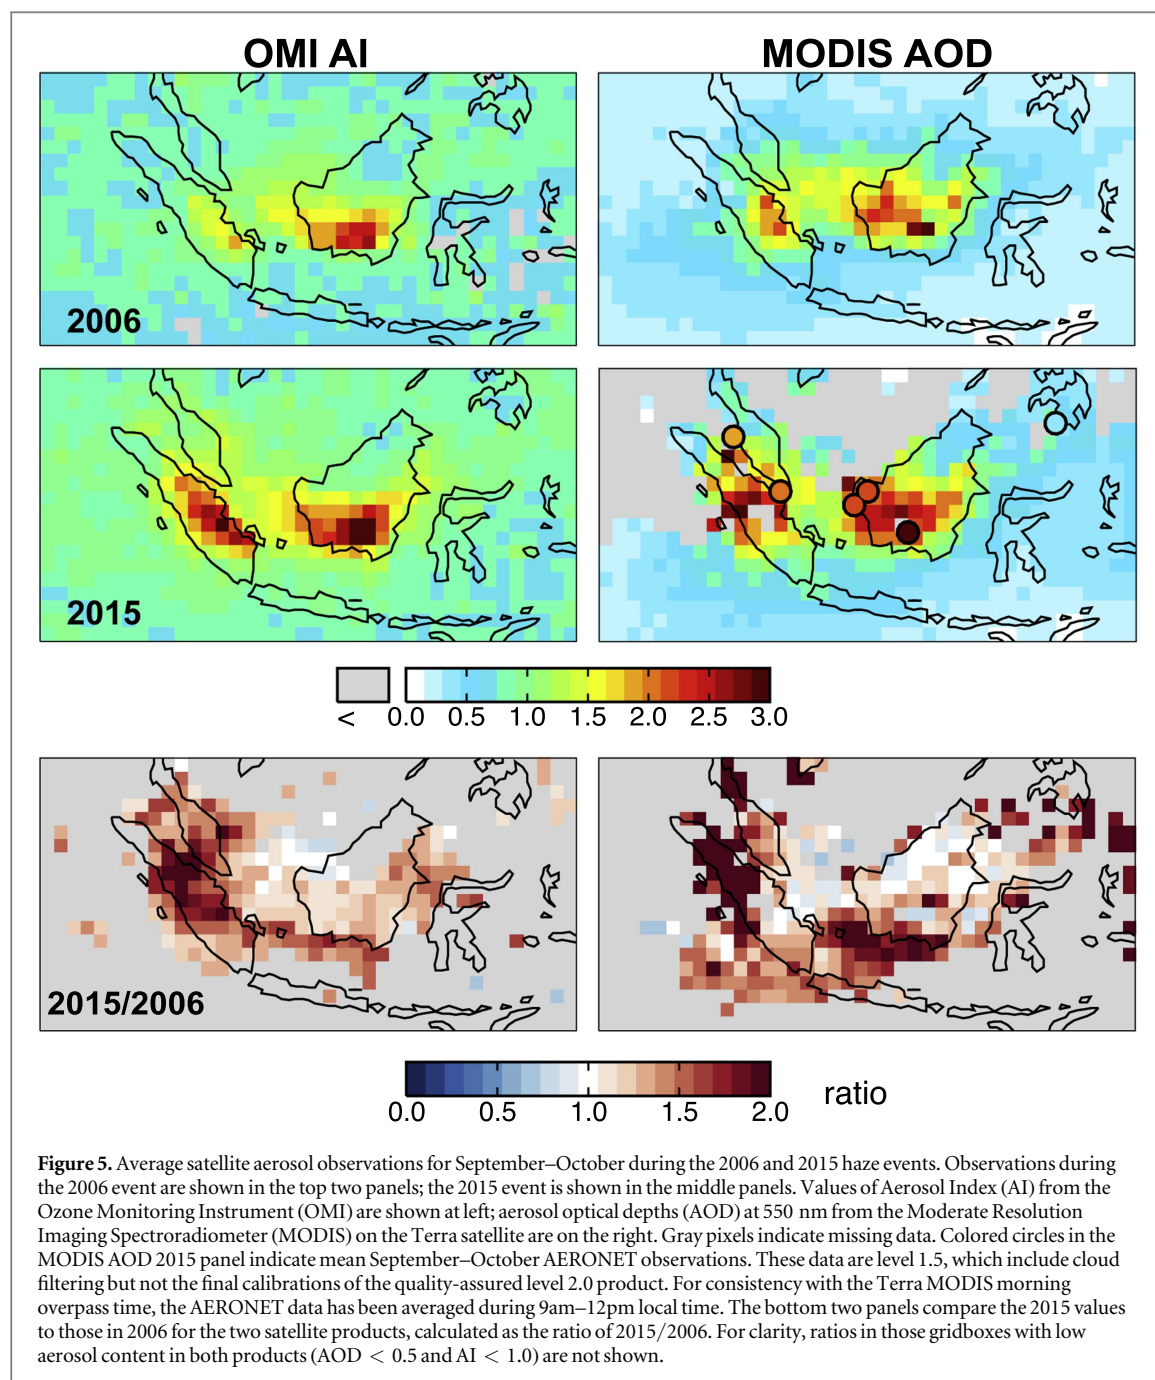 OMI AI
MODIS AOD
2006
2015
< 0.0 0.5 1.0 1.5 2.0 2.5 3.0
2015/2006
0.0 0.5 1.0 1.5 2.0 ratio
Figure 5. Average satellite aerosol observations for September–October during the 2006 and 2015 haze events. Observations during
the 2006 event are shown in the top two panels; the 2015 event is shown in the middle panels. Values of Aerosol Index (AI) from the
Ozone Monitoring Instrument (OMI) are shown at left; aerosol optical depths (AOD) at 550 nm from the Moderate Resolution
Imaging Spectroradiometer (MODIS) on the Terra satellite are on the right. Gray pixels indicate missing data. Colored circles in the
MODIS AOD 2015 panel indicate mean September–October AERONET observations. These data are level 1.5, which include cloud
filtering but not the final calibrations of the quality-assured level 2.0 product. For consistency with the Terra MODIS morning
overpass time, the AERONET data has been averaged during 9am–12pm local time. The bottom two panels compare the 2015 values
to those in 2006 for the two satellite products, calculated as the ratio of 2015/2006. For clarity, ratios in those gridboxes with low
aerosol content in both products (AOD < 0.5 and AI < 1.0) are not shown.